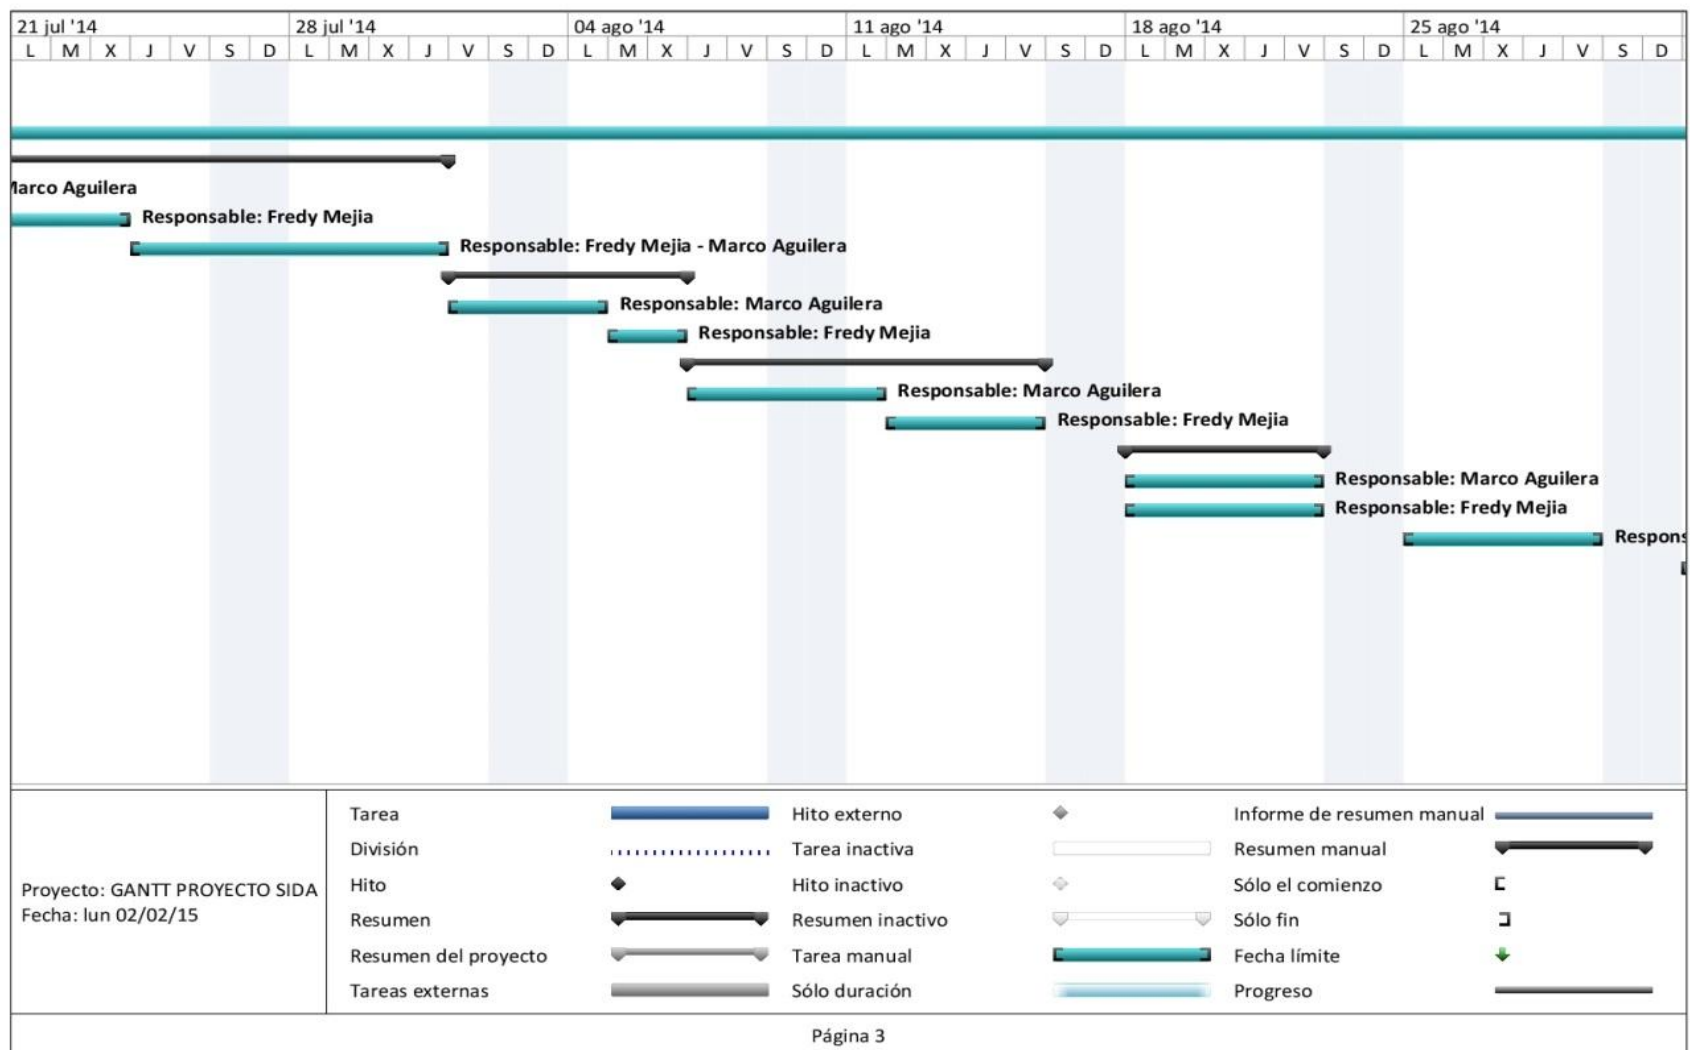 21 jul '14 28 jul '14 04 ago '14 11 ago '14 18 ago '14 25 ago '14
L M X J V S D L M X J V S D L M X J V S D L M X J V S D L M X J V S D L M X J V S D
Marco Aguilera
Responsable: Fredy Mejia
Responsable: Fredy Mejia - Marco Aguilera
Responsable: Marco Aguilera
Responsable: Fredy Mejia
Responsable: Marco Aguilera
Responsable: Fredy Mejia
Responsable: Marco Aguilera
Responsable: Fredy Mejia
Respons
Proyecto: GANTT PROYECTO SIDA
Fecha: lun 02/02/15
Tarea
División
Hito
Resumen
Resumen del proyecto
Tareas externas
Hito externo
Tarea inactiva
Hito inactivo
Resumen inactivo
Tarea manual
Sólo duración
Informe de resumen manual
Resumen manual
Sólo el comienzo
Sólo fin
Fecha límite
Progreso
Página 3